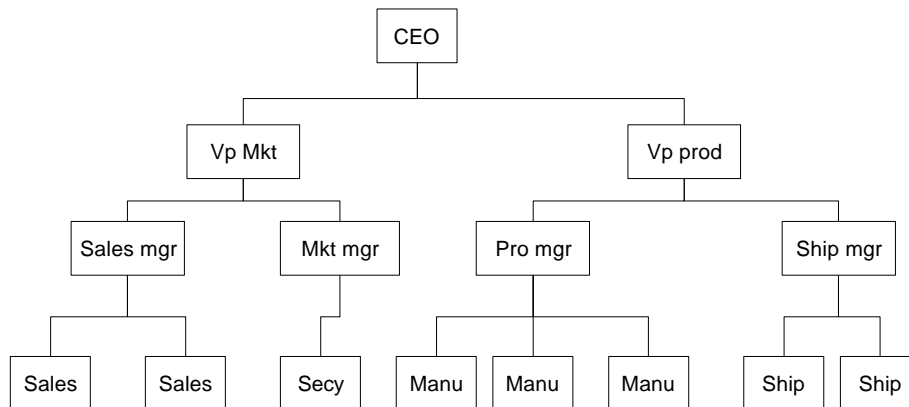 CEO
Vp Mkt
Vp prod
Sales mgr
Mkt mgr
Pro mgr
Ship mgr
Sales
Sales
Secy
Manu
Manu
Manu
Ship
Ship